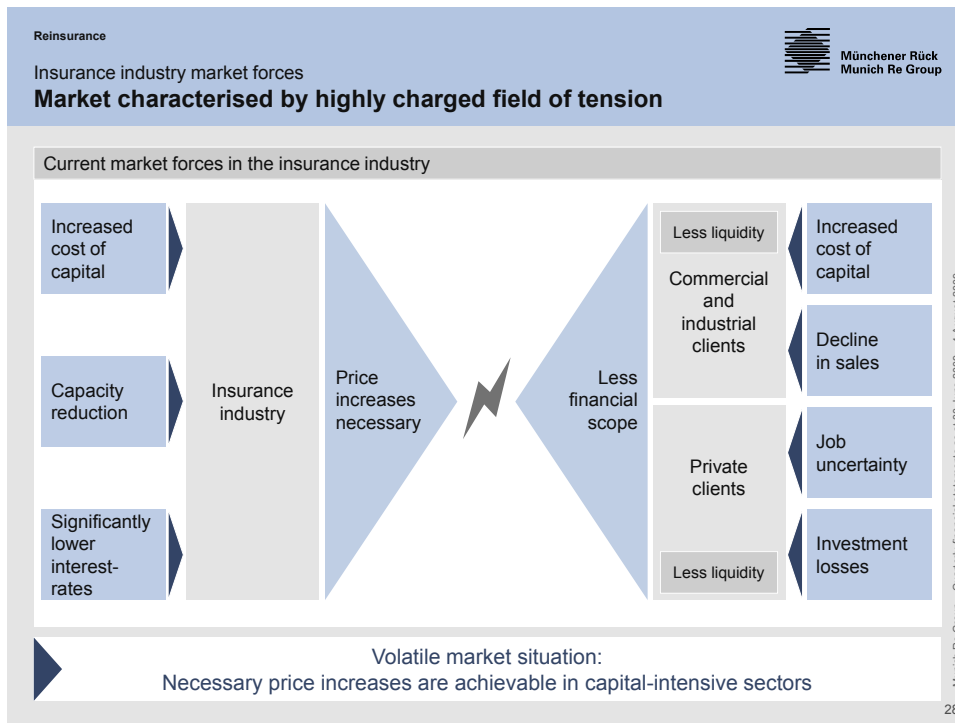 Reinsurance
Münchener Rück
Munich Re Group
Insurance industry market forces
Market characterised by highly charged field of tension
Current market forces in the insurance industry
Increased
cost of
capital
Capacity
reduction
Significantly
lower
interest-
rates
Insurance
industry
Price
increases
necessary
Less
financial
scope
Less liquidity
Commercial
and
industrial
clients
Private
clients
Less liquidity
Increased
cost of
capital
Decline
in sales
Job
uncertainty
Investment
losses
Volatile market situation:
Necessary price increases are achievable in capital-intensive sectors
28